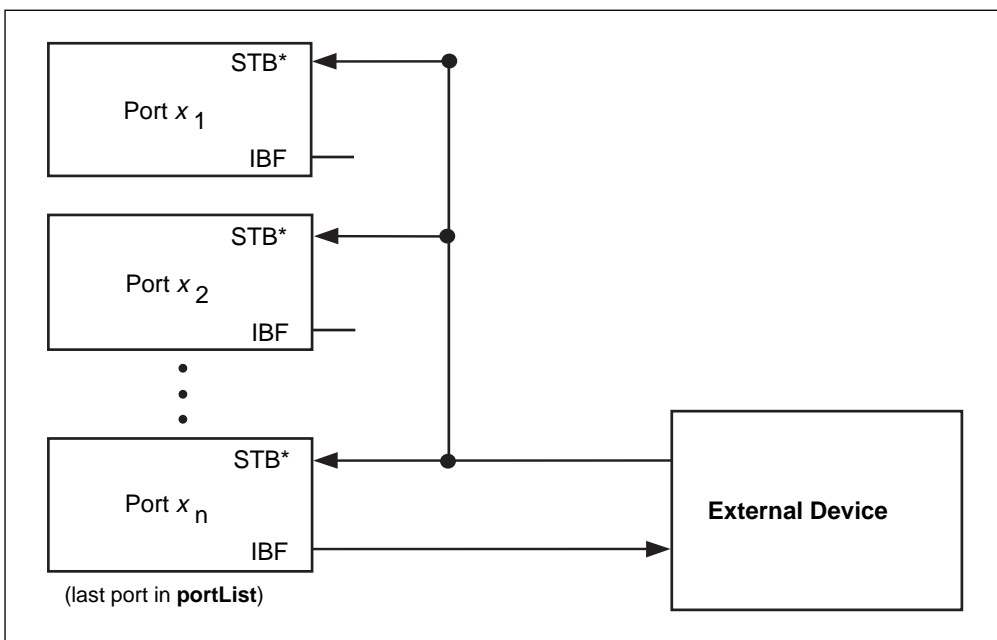 STB*
Port x 1
IBF
STB*
Port x 2
IBF
STB*
Port x n
IBF
External Device
(last port in portList)